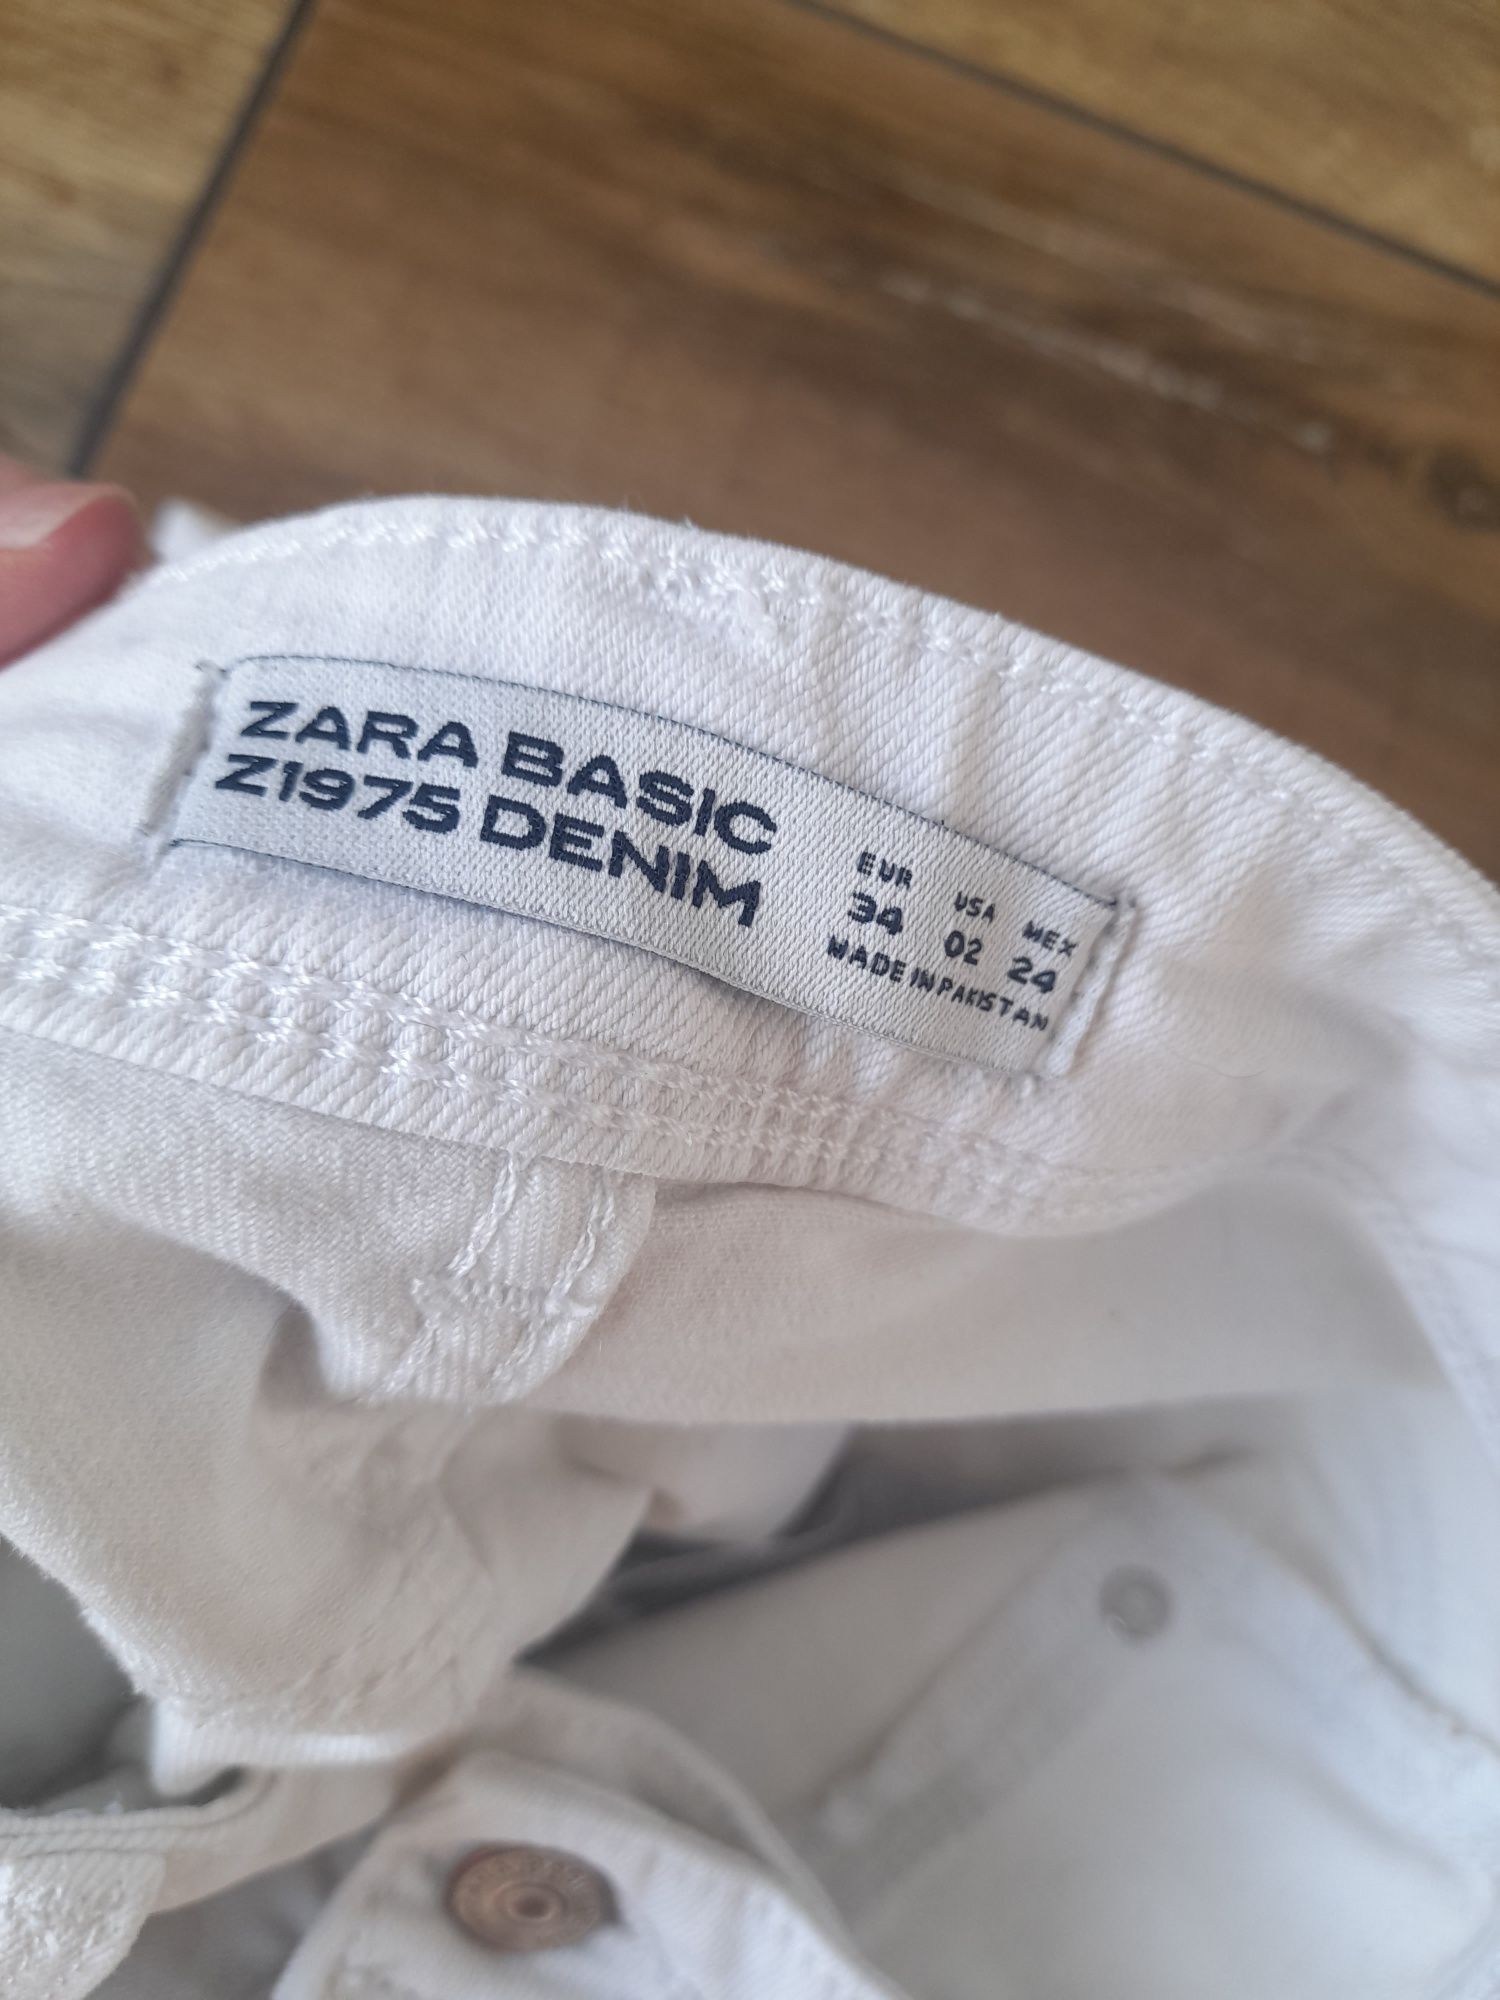 ZARA BASIC
Z1975 DENIM
EUR USA MEX
34 02 24
MADE IN PAKISTAN